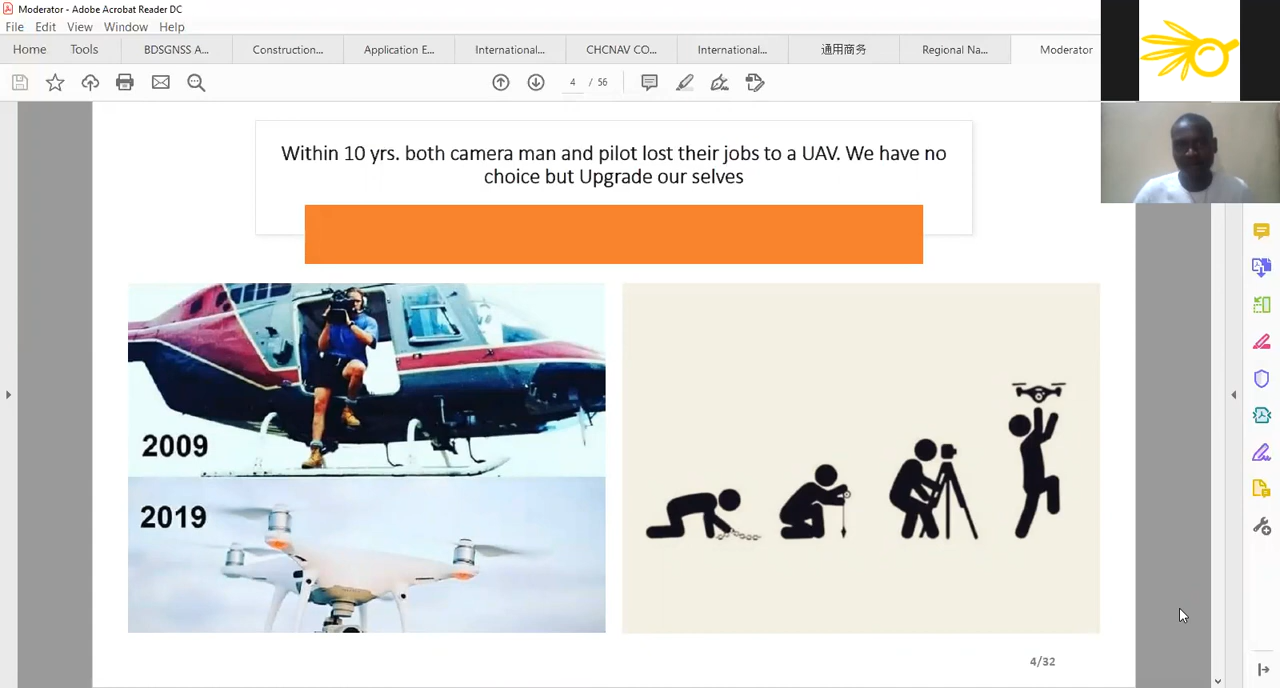 Moderator - Adobe Acrobat Reader DC
File Edit View Window Help
Home Tools BDSGNSS A... Construction... Application E... International... CHCNAV CO... International... 通用商务 Regional Na... Moderator
4 / 56
Within 10 yrs. both camera man and pilot lost their jobs to a UAV. We have no
choice but Upgrade our selves
2009
2019
4/32